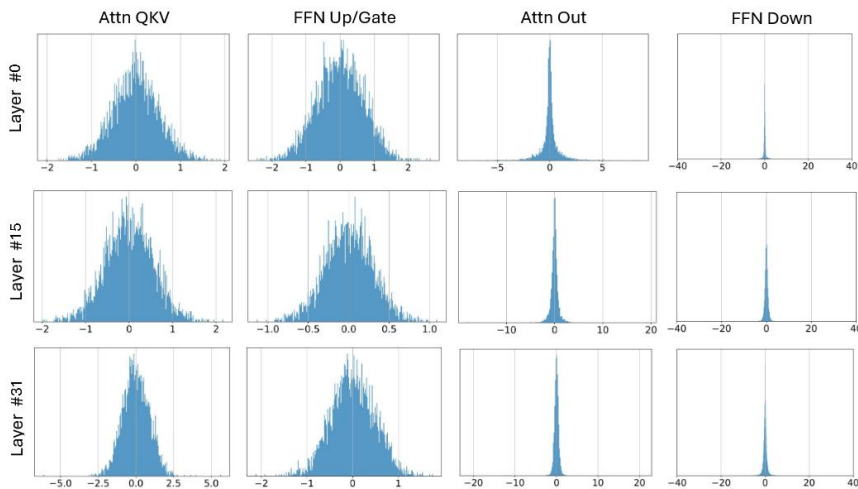 Attn QKV FFN Up/Gate Attn Out FFN Down
Layer #0
−2 −1 0 1 2 −2 −1 0 1 2 −5 0 5 −40 −20 0 20 40
Layer #15
−2 −1 0 1 2 −1.0 −0.5 0.0 0.5 1.0 −10 0 10 20 −40 −20 0 20 40
Layer #31
−5.0 −2.5 0.0 2.5 5.0 −2 −1 0 1 −20 −10 0 10 20 −40 −20 0 20 40